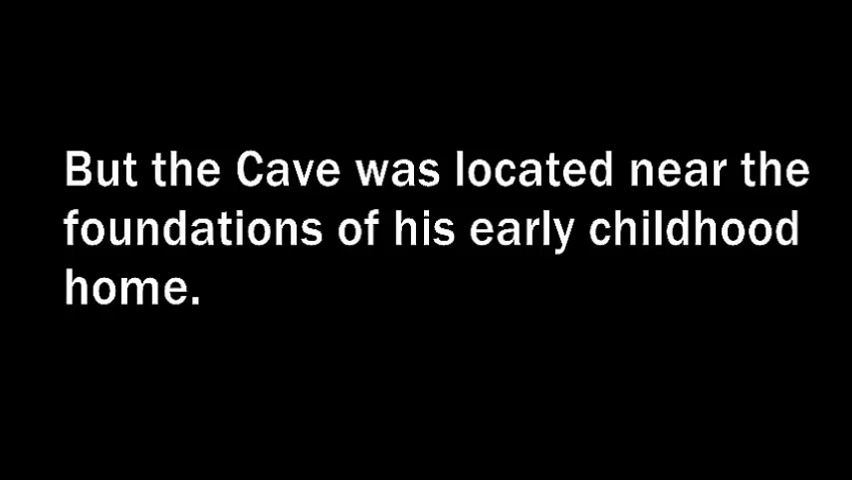 But the Cave was located near the
foundations of his early childhood
home.